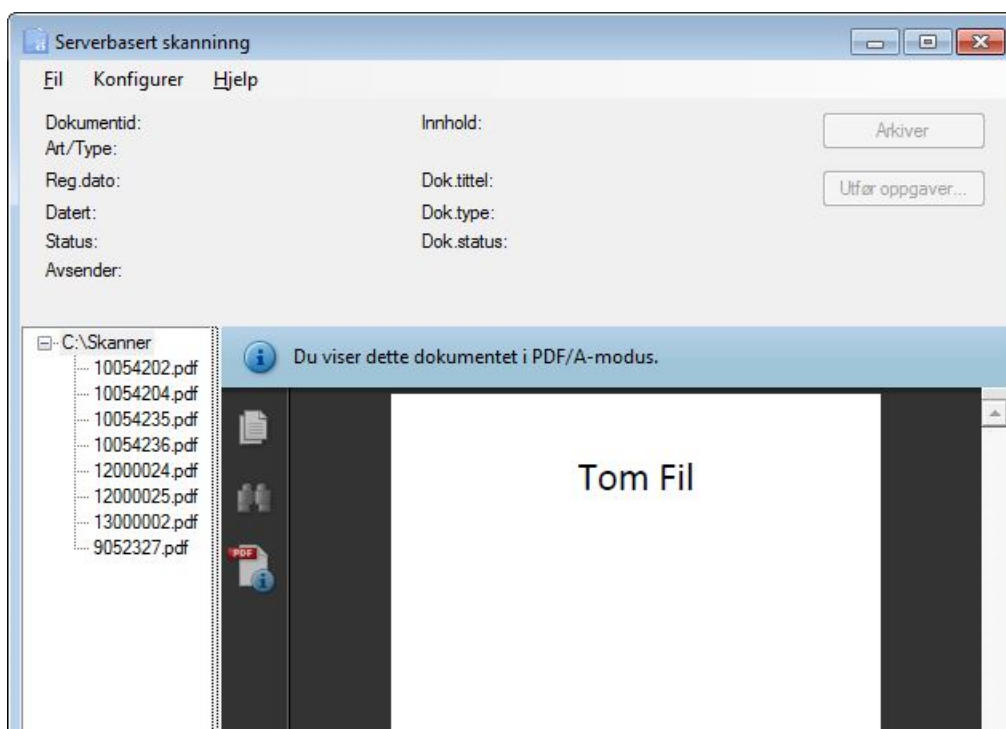 Serverbasert skanninng
Fil Konfigurer Hjelp
Dokumentid: Innhold: Arkiver
Art/Type:
Reg.dato: Dok.tittel: Utfør oppgaver...
Datert: Dok.type:
Status: Dok.status:
Avsender:
C:\Skanner
10054202.pdf
10054204.pdf
10054235.pdf
10054236.pdf
12000024.pdf
12000025.pdf
13000002.pdf
9052327.pdf
Du viser dette dokumentet i PDF/A-modus.
PDF
Tom Fil